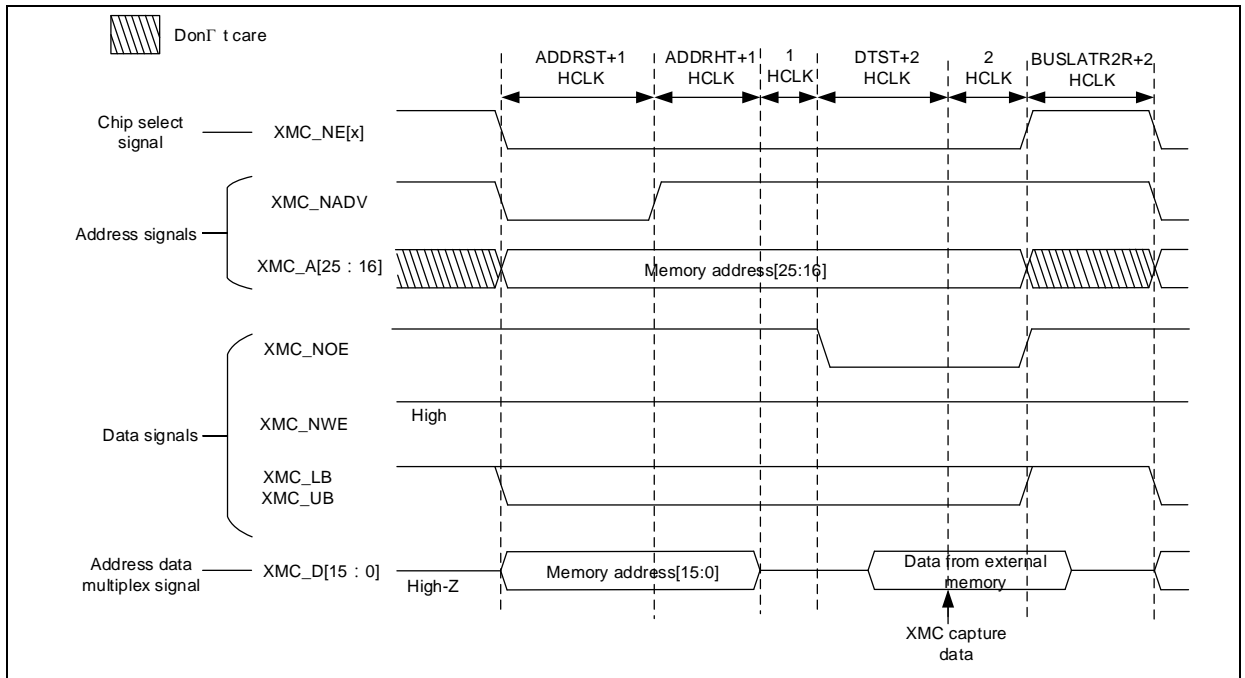 DonΓ t care
ADDRST+1
HCLK
ADDRHT+1
HCLK
1
HCLK
DTST+2
HCLK
2
HCLK
BUSLATR2R+2
HCLK
Chip select
signal
XMC_NE[x]
XMC_NADV
Address signals
XMC_A[25 : 16]
Memory address[25:16]
XMC_NOE
High
XMC_NWE
Data signals
XMC_LB
XMC_UB
Address data
multiplex signal
XMC_D[15 : 0]
High-Z
Memory address[15:0]
Data from external
memory
XMC capture
data